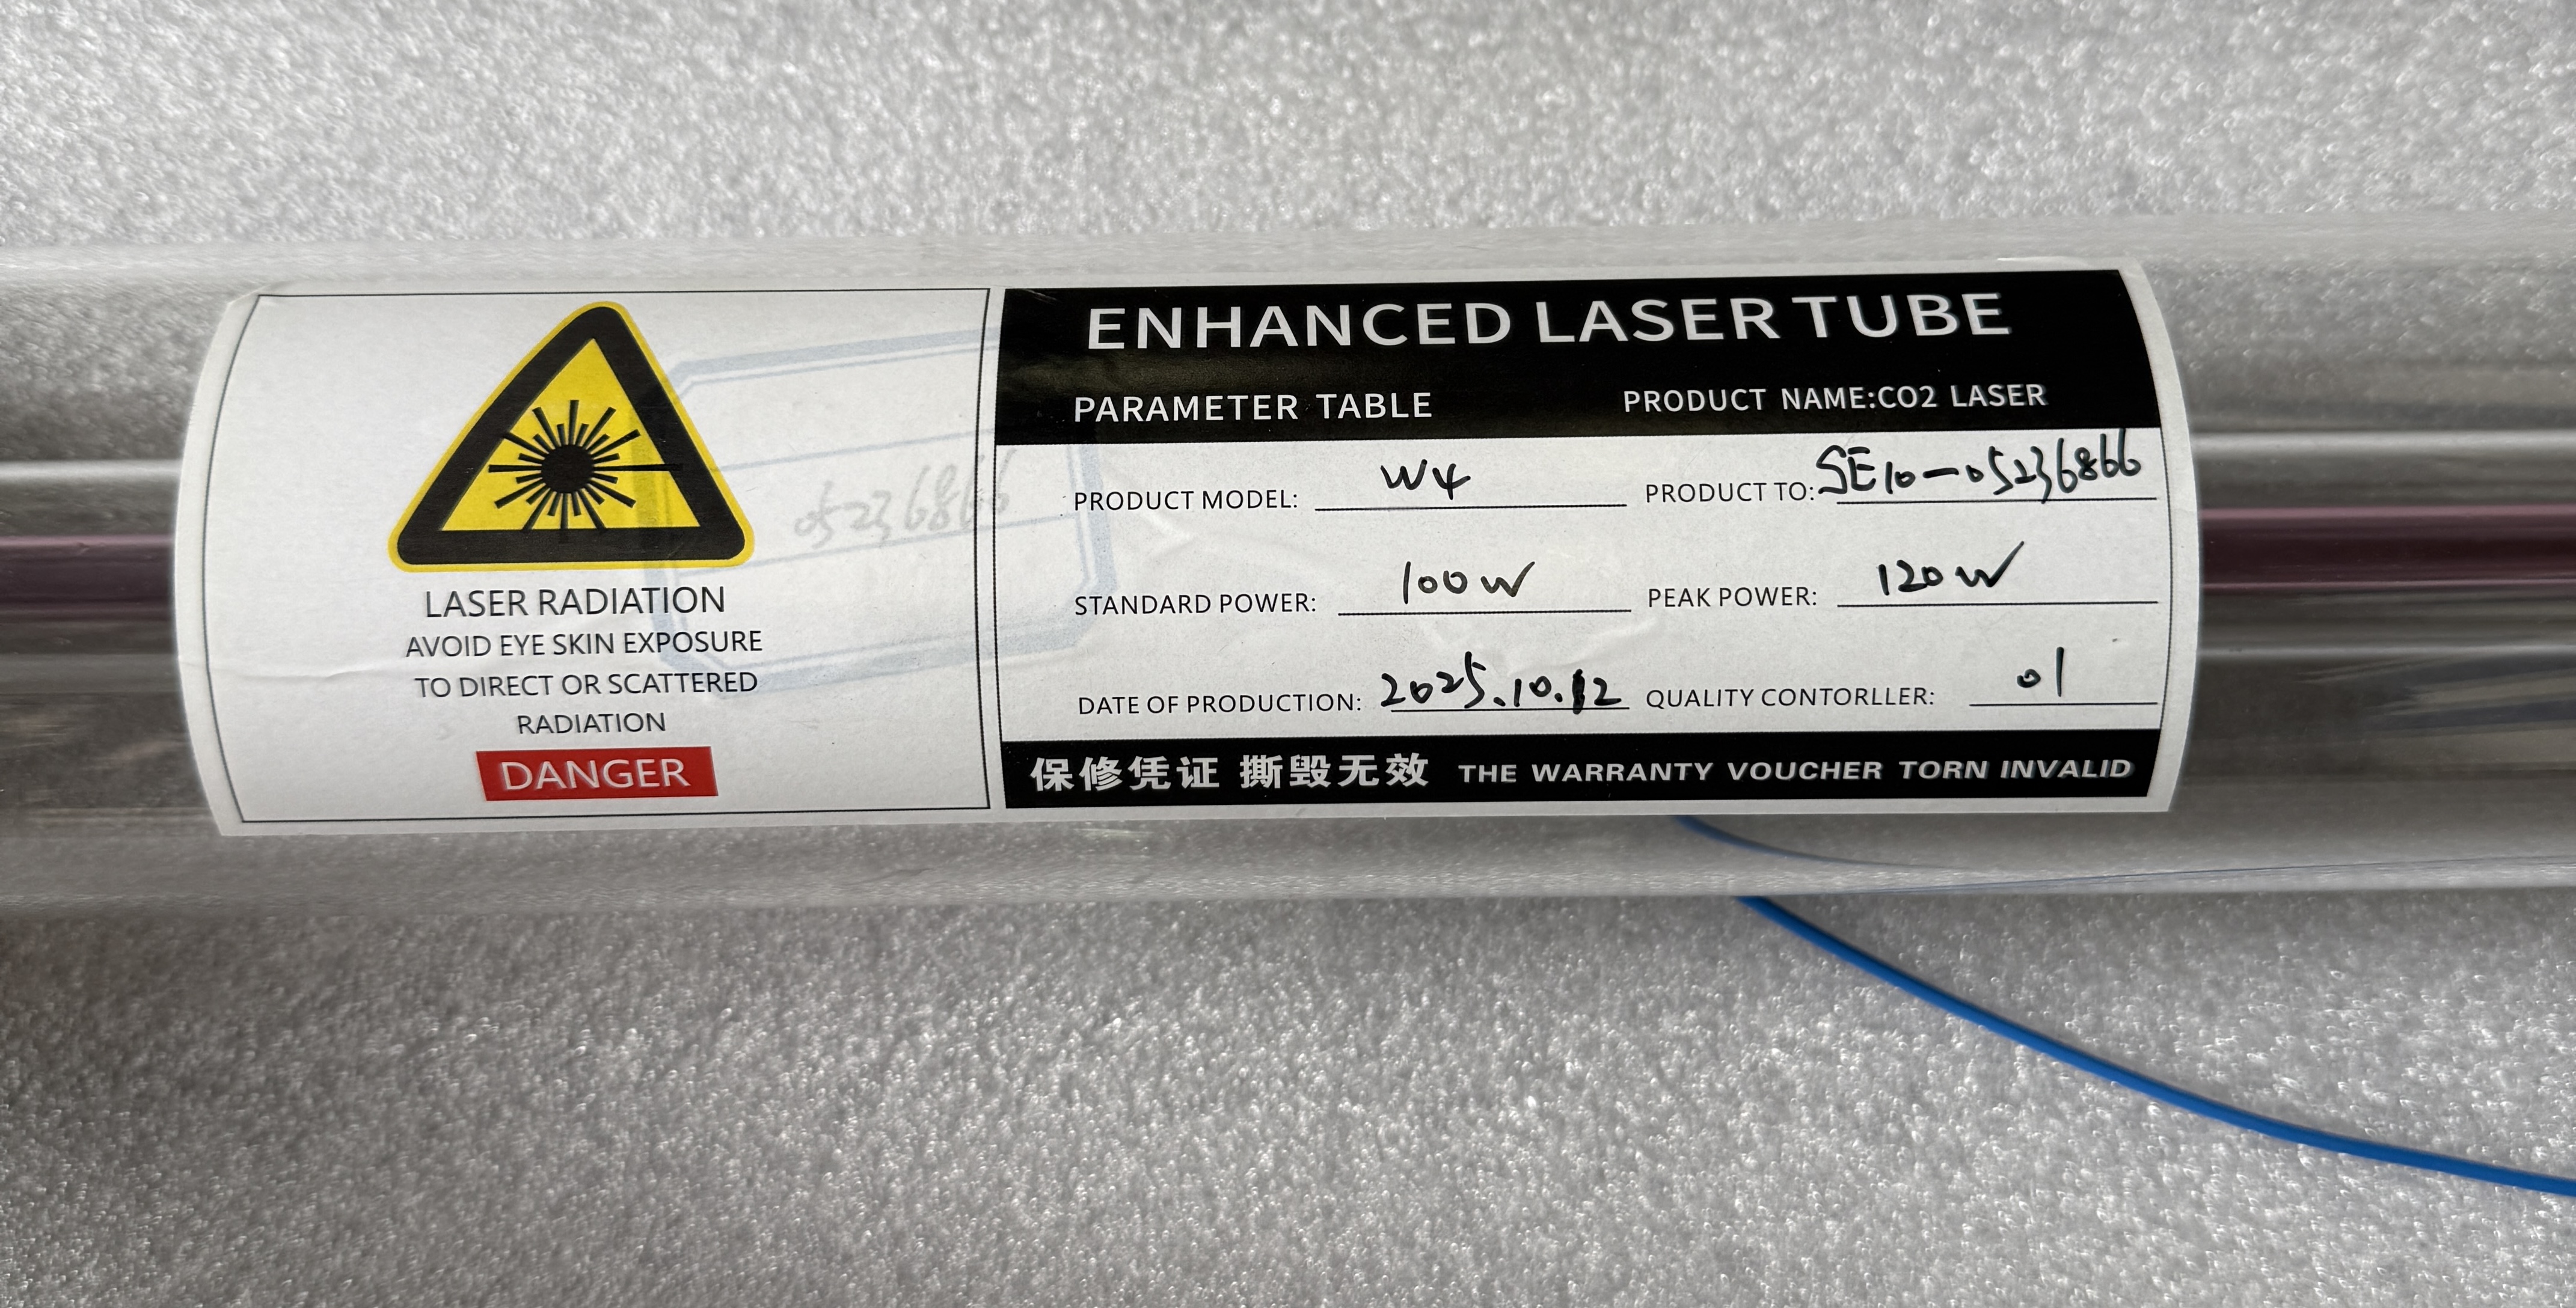 LASER RADIATION
AVOID EYE SKIN EXPOSURE
TO DIRECT OR SCATTERED
RADIATION
DANGER
05236866
ENHANCED LASER TUBE
PARAMETER TABLE PRODUCT NAME:CO2 LASER
PRODUCT MODEL: W4 PRODUCT TO: SE10-05236866
STANDARD POWER: 100W PEAK POWER: 120W
DATE OF PRODUCTION: 2025.10.12 QUALITY CONTORLLER: 01
保修凭证 撕毁无效 THE WARRANTY VOUCHER TORN INVALID